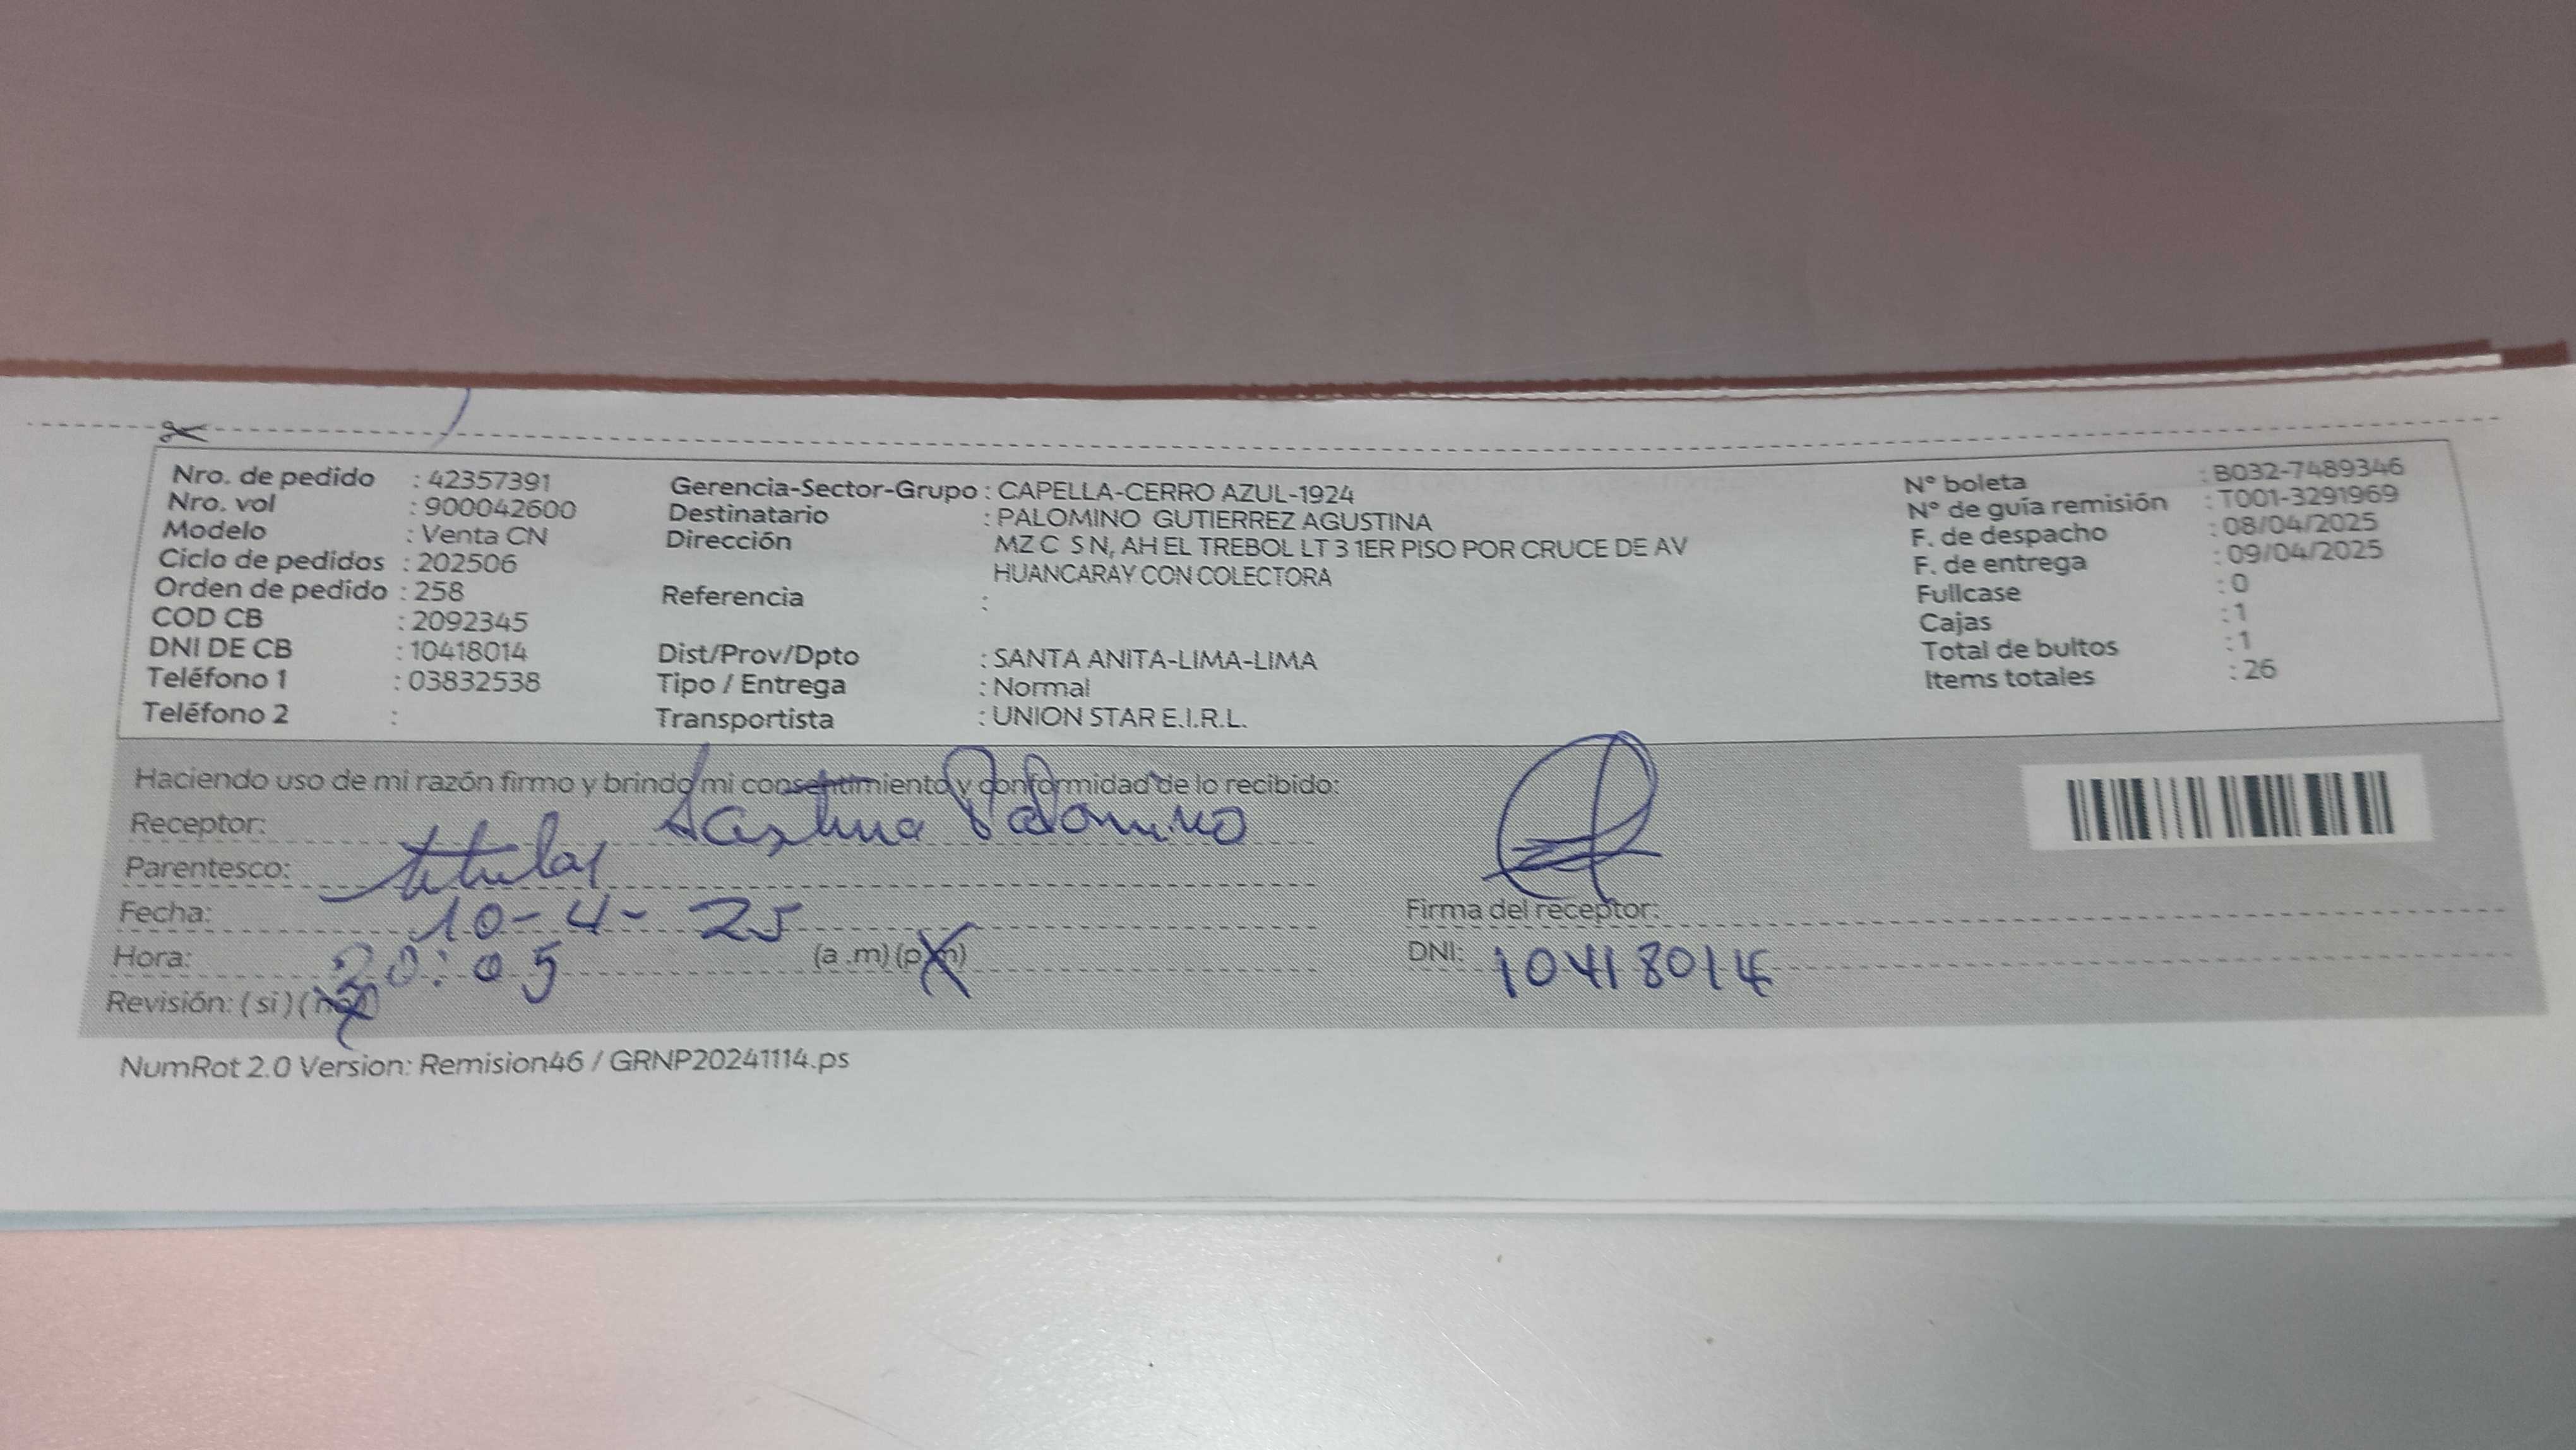 Nro. de pedido : 42357391
Nro. vol : 900042600
Modelo : Venta CN
Ciclo de pedidos : 202506
Orden de pedido : 258
COD CB : 2092345
DNI DE CB : 10418014
Teléfono 1 : 03832538
Teléfono 2 :
Gerencia-Sector-Grupo : CAPELLA-CERRO AZUL-1924
Destinatario : PALOMINO GUTIERREZ AGUSTINA
Dirección MZ C S N, AH EL TREBOL LT 3 1ER PISO POR CRUCE DE AV
HUANCARAY CON COLECTORA
Referencia :
Dist/Prov/Dpto : SANTA ANITA-LIMA-LIMA
Tipo / Entrega : Normal
Transportista : UNION STAR E.I.R.L.
N° boleta : B032-7489346
N° de guía remisión : T001-3291969
F. de despacho : 08/04/2025
F. de entrega : 09/04/2025
Fullcase : 0
Cajas : 1
Total de bultos : 1
Items totales : 26
Haciendo uso de mi razón firmo y brindo mi consentimiento y conformidad de lo recibido:
Receptor: Palomino
Parentesco: titular
Fecha: 10-4-25
Hora: 20:05 (a .m) (p.m)
Revisión: ( si ) ( no )
Firma del receptor:
DNI: 10418014
NumRot 2.0 Version: Remision46 / GRNP20241114.ps